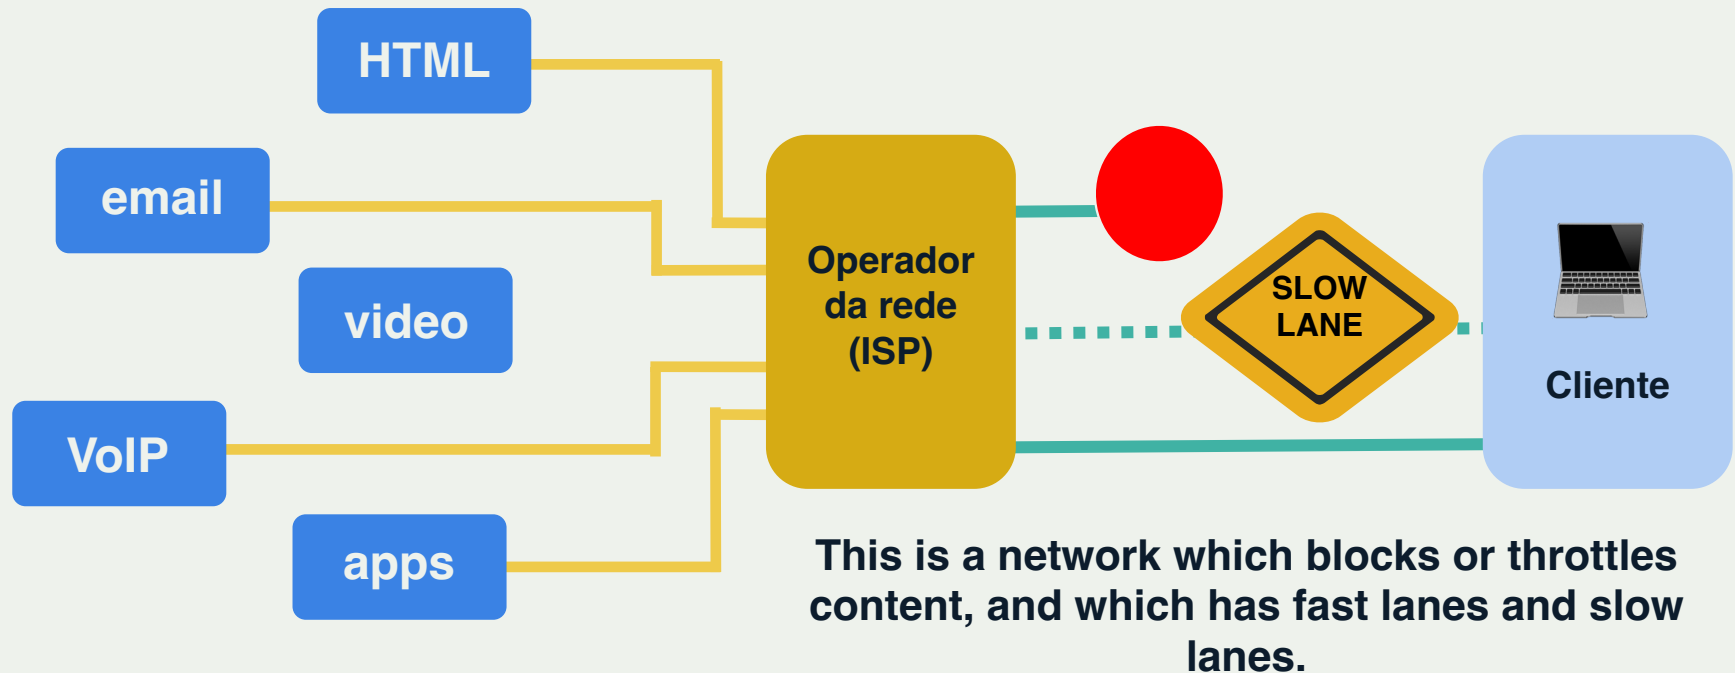 HTML
email
video
VoIP
apps
Operador
da rede
(ISP)
SLOW
LANE
Cliente
This is a network which blocks or throttles
content, and which has fast lanes and slow
lanes.